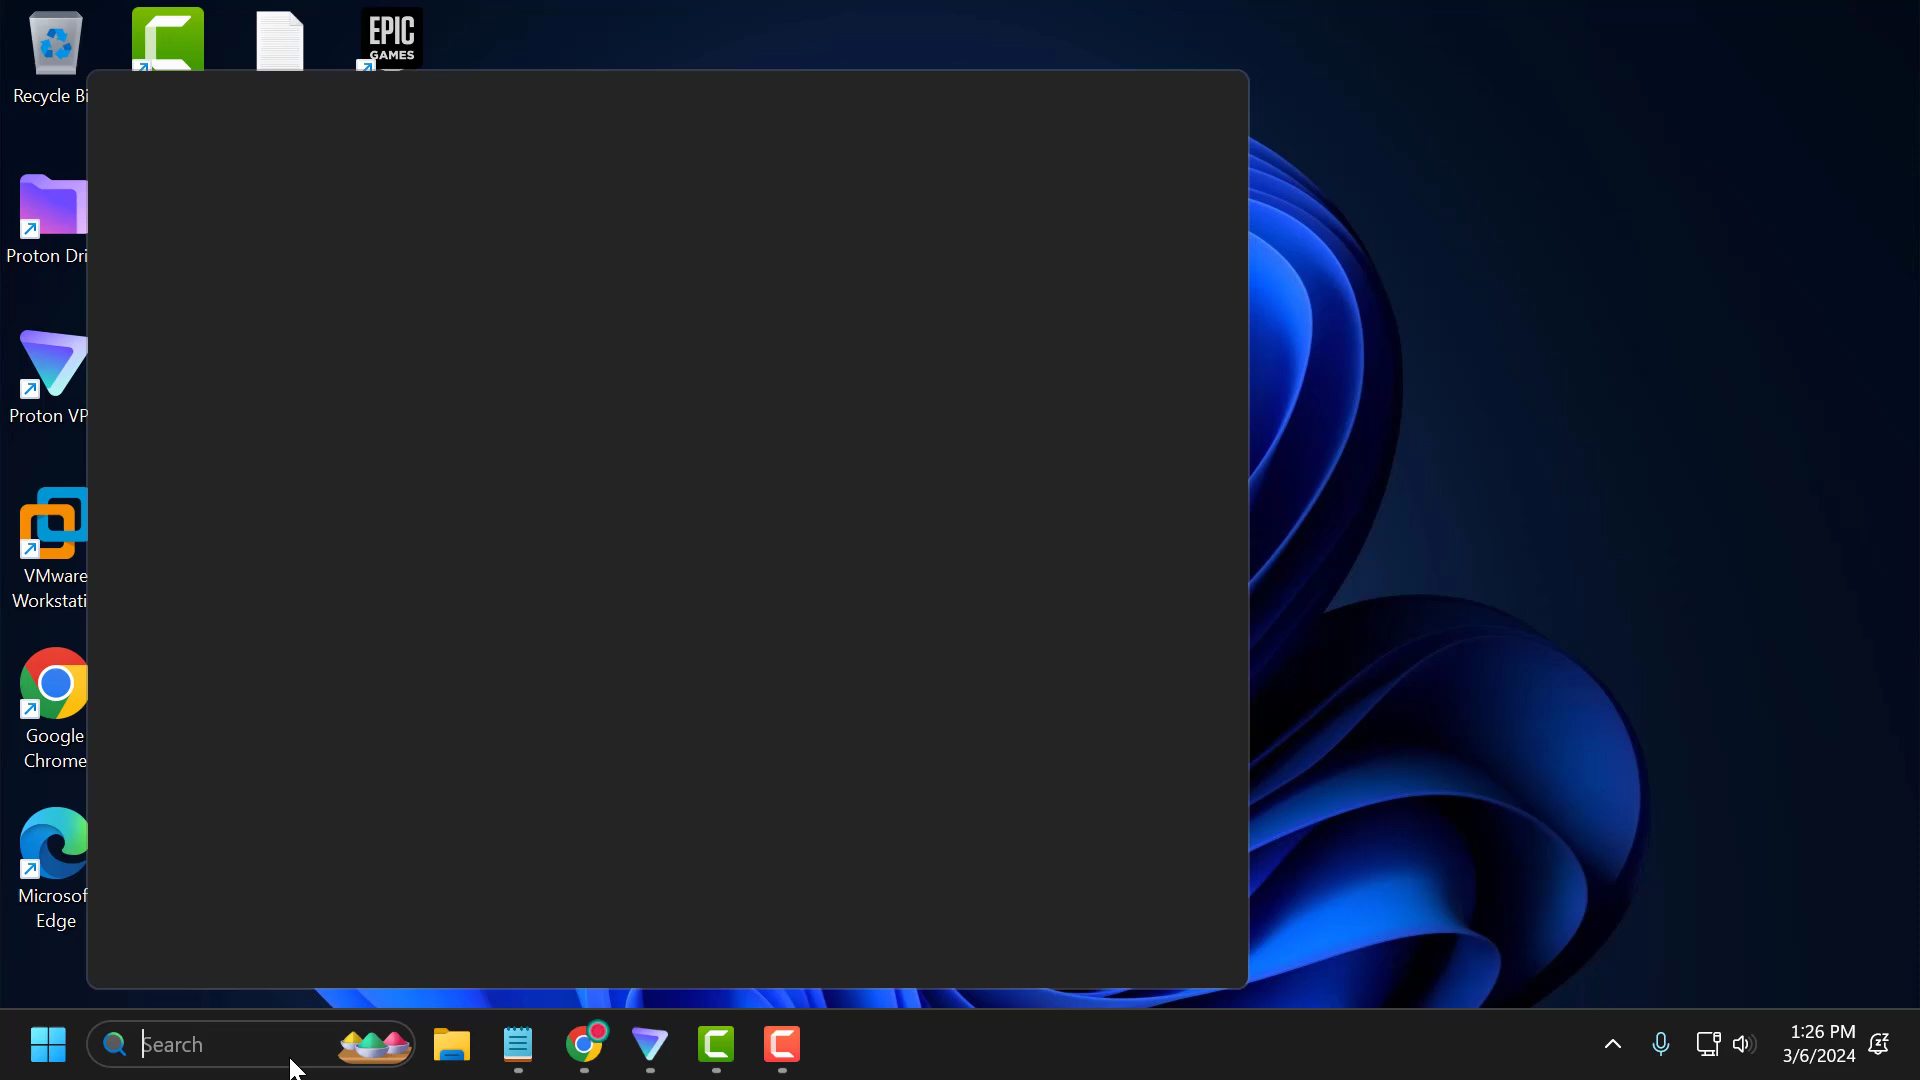 EPIC
GAMES
Recycle Bi
Proton Dri
Proton VP
VMware
Workstati
Google
Chrome
Microsof
Edge
Search
1:26 PM
3/6/2024